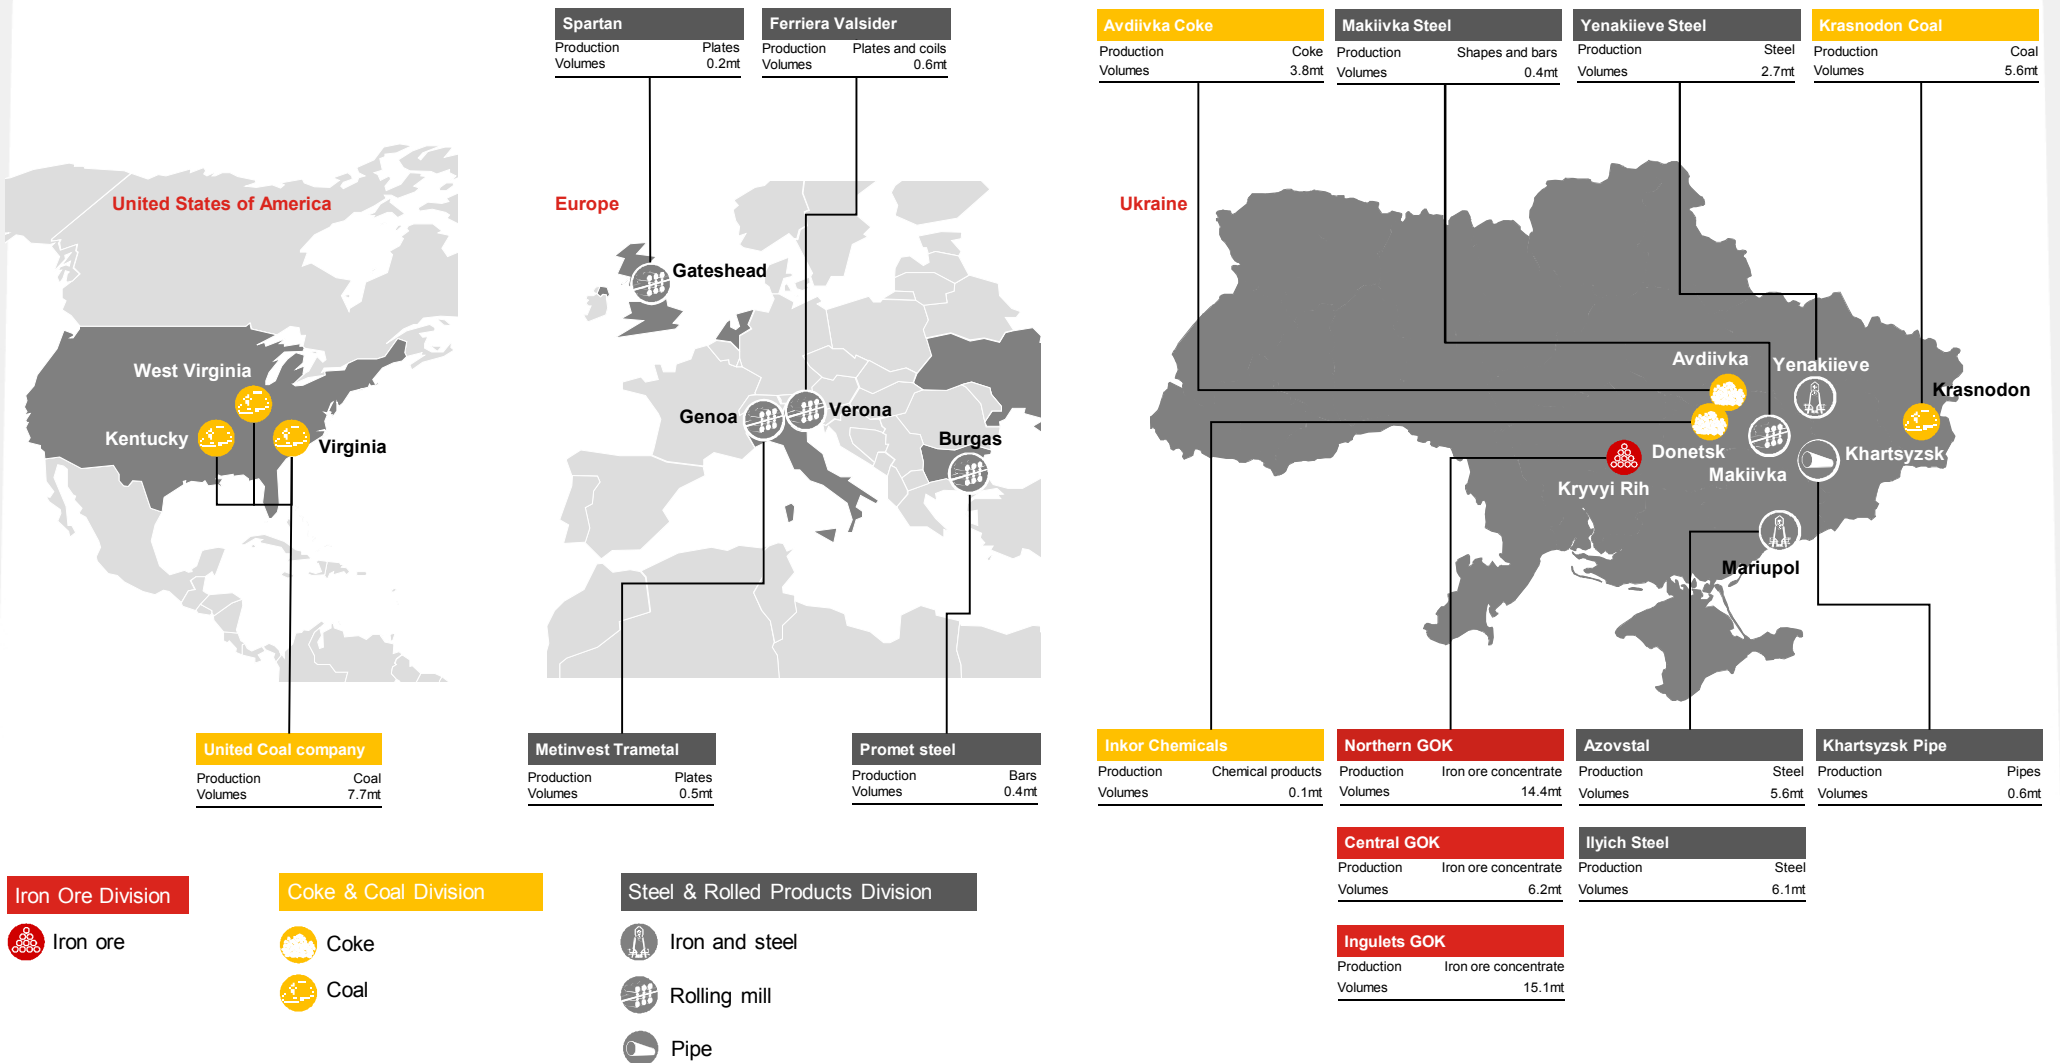 Spartan
Production Plates
Volumes 0.2mt
Ferriera Valsider
Production Plates and coils
Volumes 0.6mt
Avdiivka Coke
Production Coke
Volumes 3.8mt
Makiivka Steel
Production Shapes and bars
Volumes 0.4mt
Yenakiieve Steel
Production Steel
Volumes 2.7mt
Krasnodon Coal
Production Coal
Volumes 5.6mt
United States of America
West Virginia
Kentucky
Virginia
Europe
Gateshead
Genoa
Verona
Burgas
Ukraine
Avdiivka
Yenakiieve
Krasnodon
Donetsk
Khartsyzsk
Makiivka
Kryvyi Rih
Mariupol
United Coal company
Production Coal
Volumes 7.7mt
Metinvest Trametal
Production Plates
Volumes 0.5mt
Promet steel
Production Bars
Volumes 0.4mt
Inkor Chemicals
Production Chemical products
Volumes 0.1mt
Northern GOK
Production Iron ore concentrate
Volumes 14.4mt
Azovstal
Production Steel
Volumes 5.6mt
Khartsyzsk Pipe
Production Pipes
Volumes 0.6mt
Central GOK
Production Iron ore concentrate
Volumes 6.2mt
Ilyich Steel
Production Steel
Volumes 6.1mt
Ingulets GOK
Production Iron ore concentrate
Volumes 15.1mt
Iron Ore Division
Iron ore
Coke & Coal Division
Coke
Coal
Steel & Rolled Products Division
Iron and steel
Rolling mill
Pipe